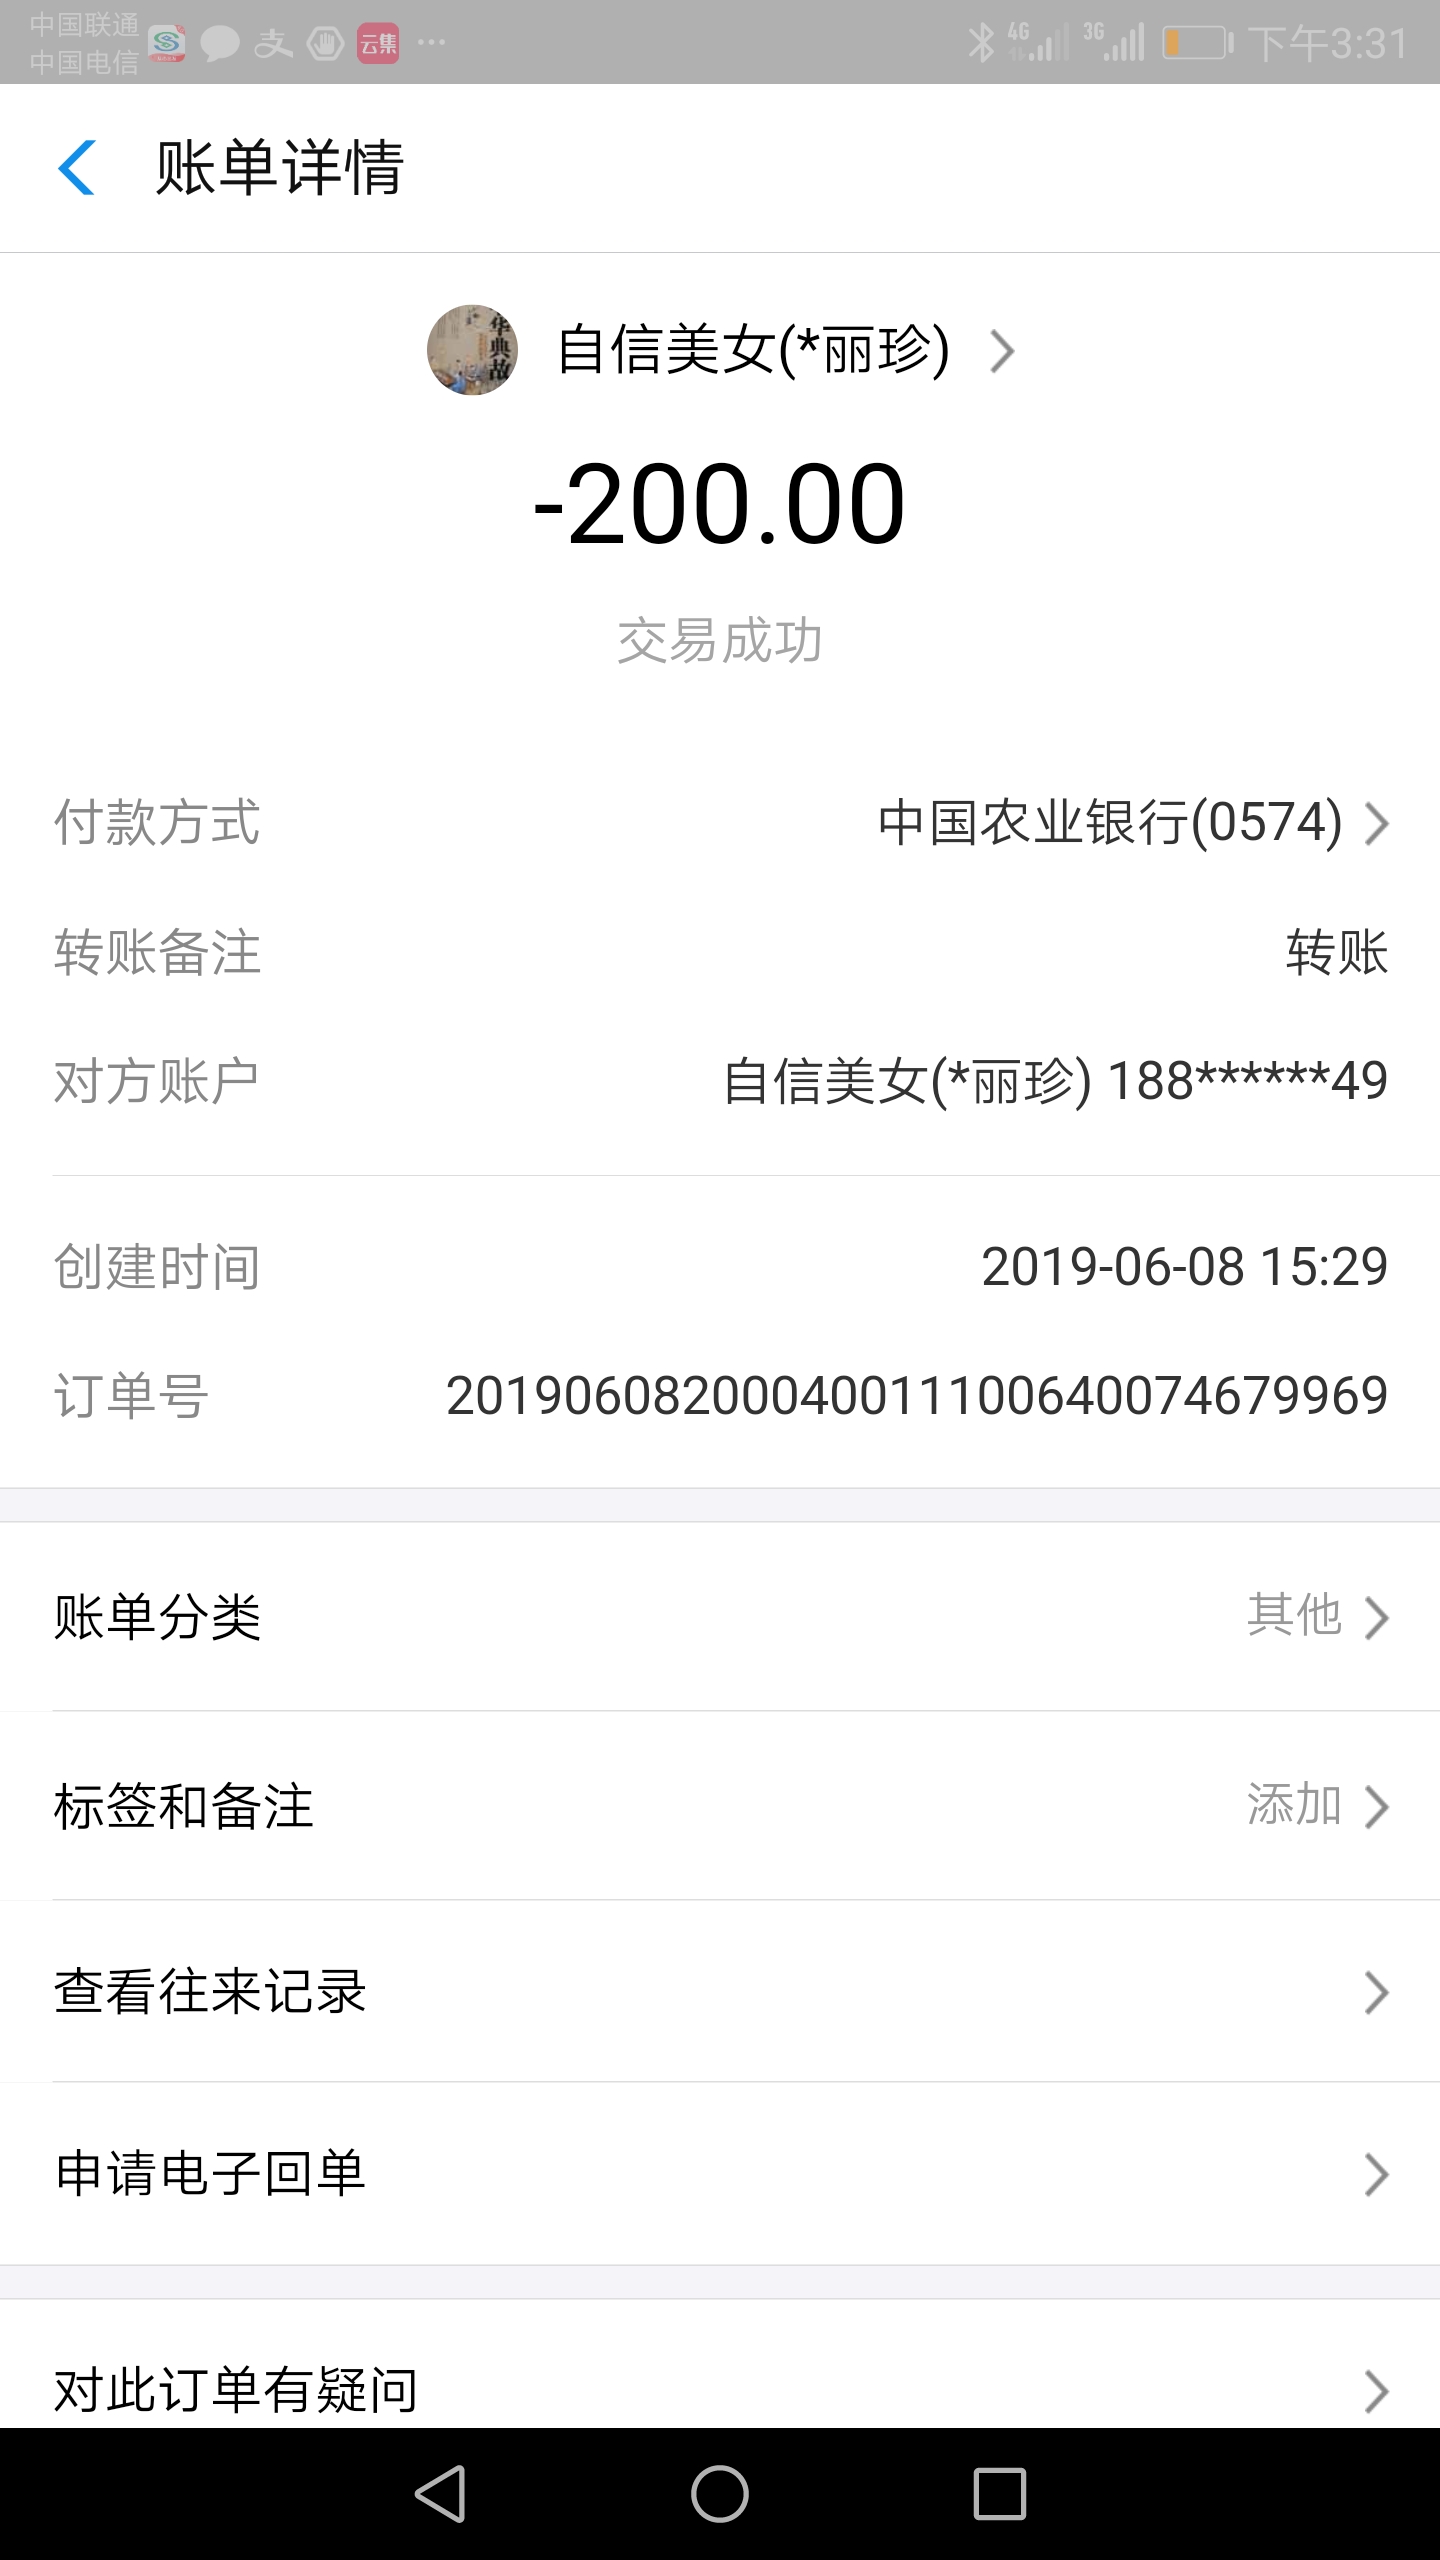 中国联通
中国电信
支
云集
4G
3G
下午3:31
账单详情
华典故
自信美女(*丽珍)
-200.00
交易成功
付款方式 中国农业银行(0574)
转账备注 转账
对方账户 自信美女(*丽珍) 188******49
创建时间 2019-06-08 15:29
订单号 2019060820004001110064007467​9969
账单分类 其他
标签和备注 添加
查看往来记录
申请电子回单
对此订单有疑问